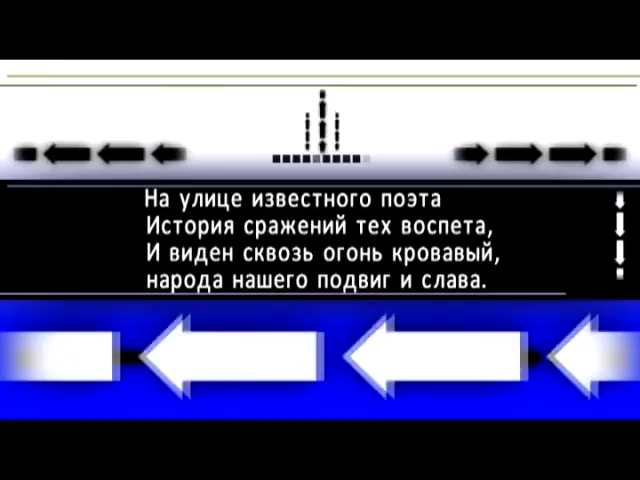 На улице известного поэта
История сражений тех воспета,
И виден сквозь огонь кровавый,
народа нашего подвиг и слава.